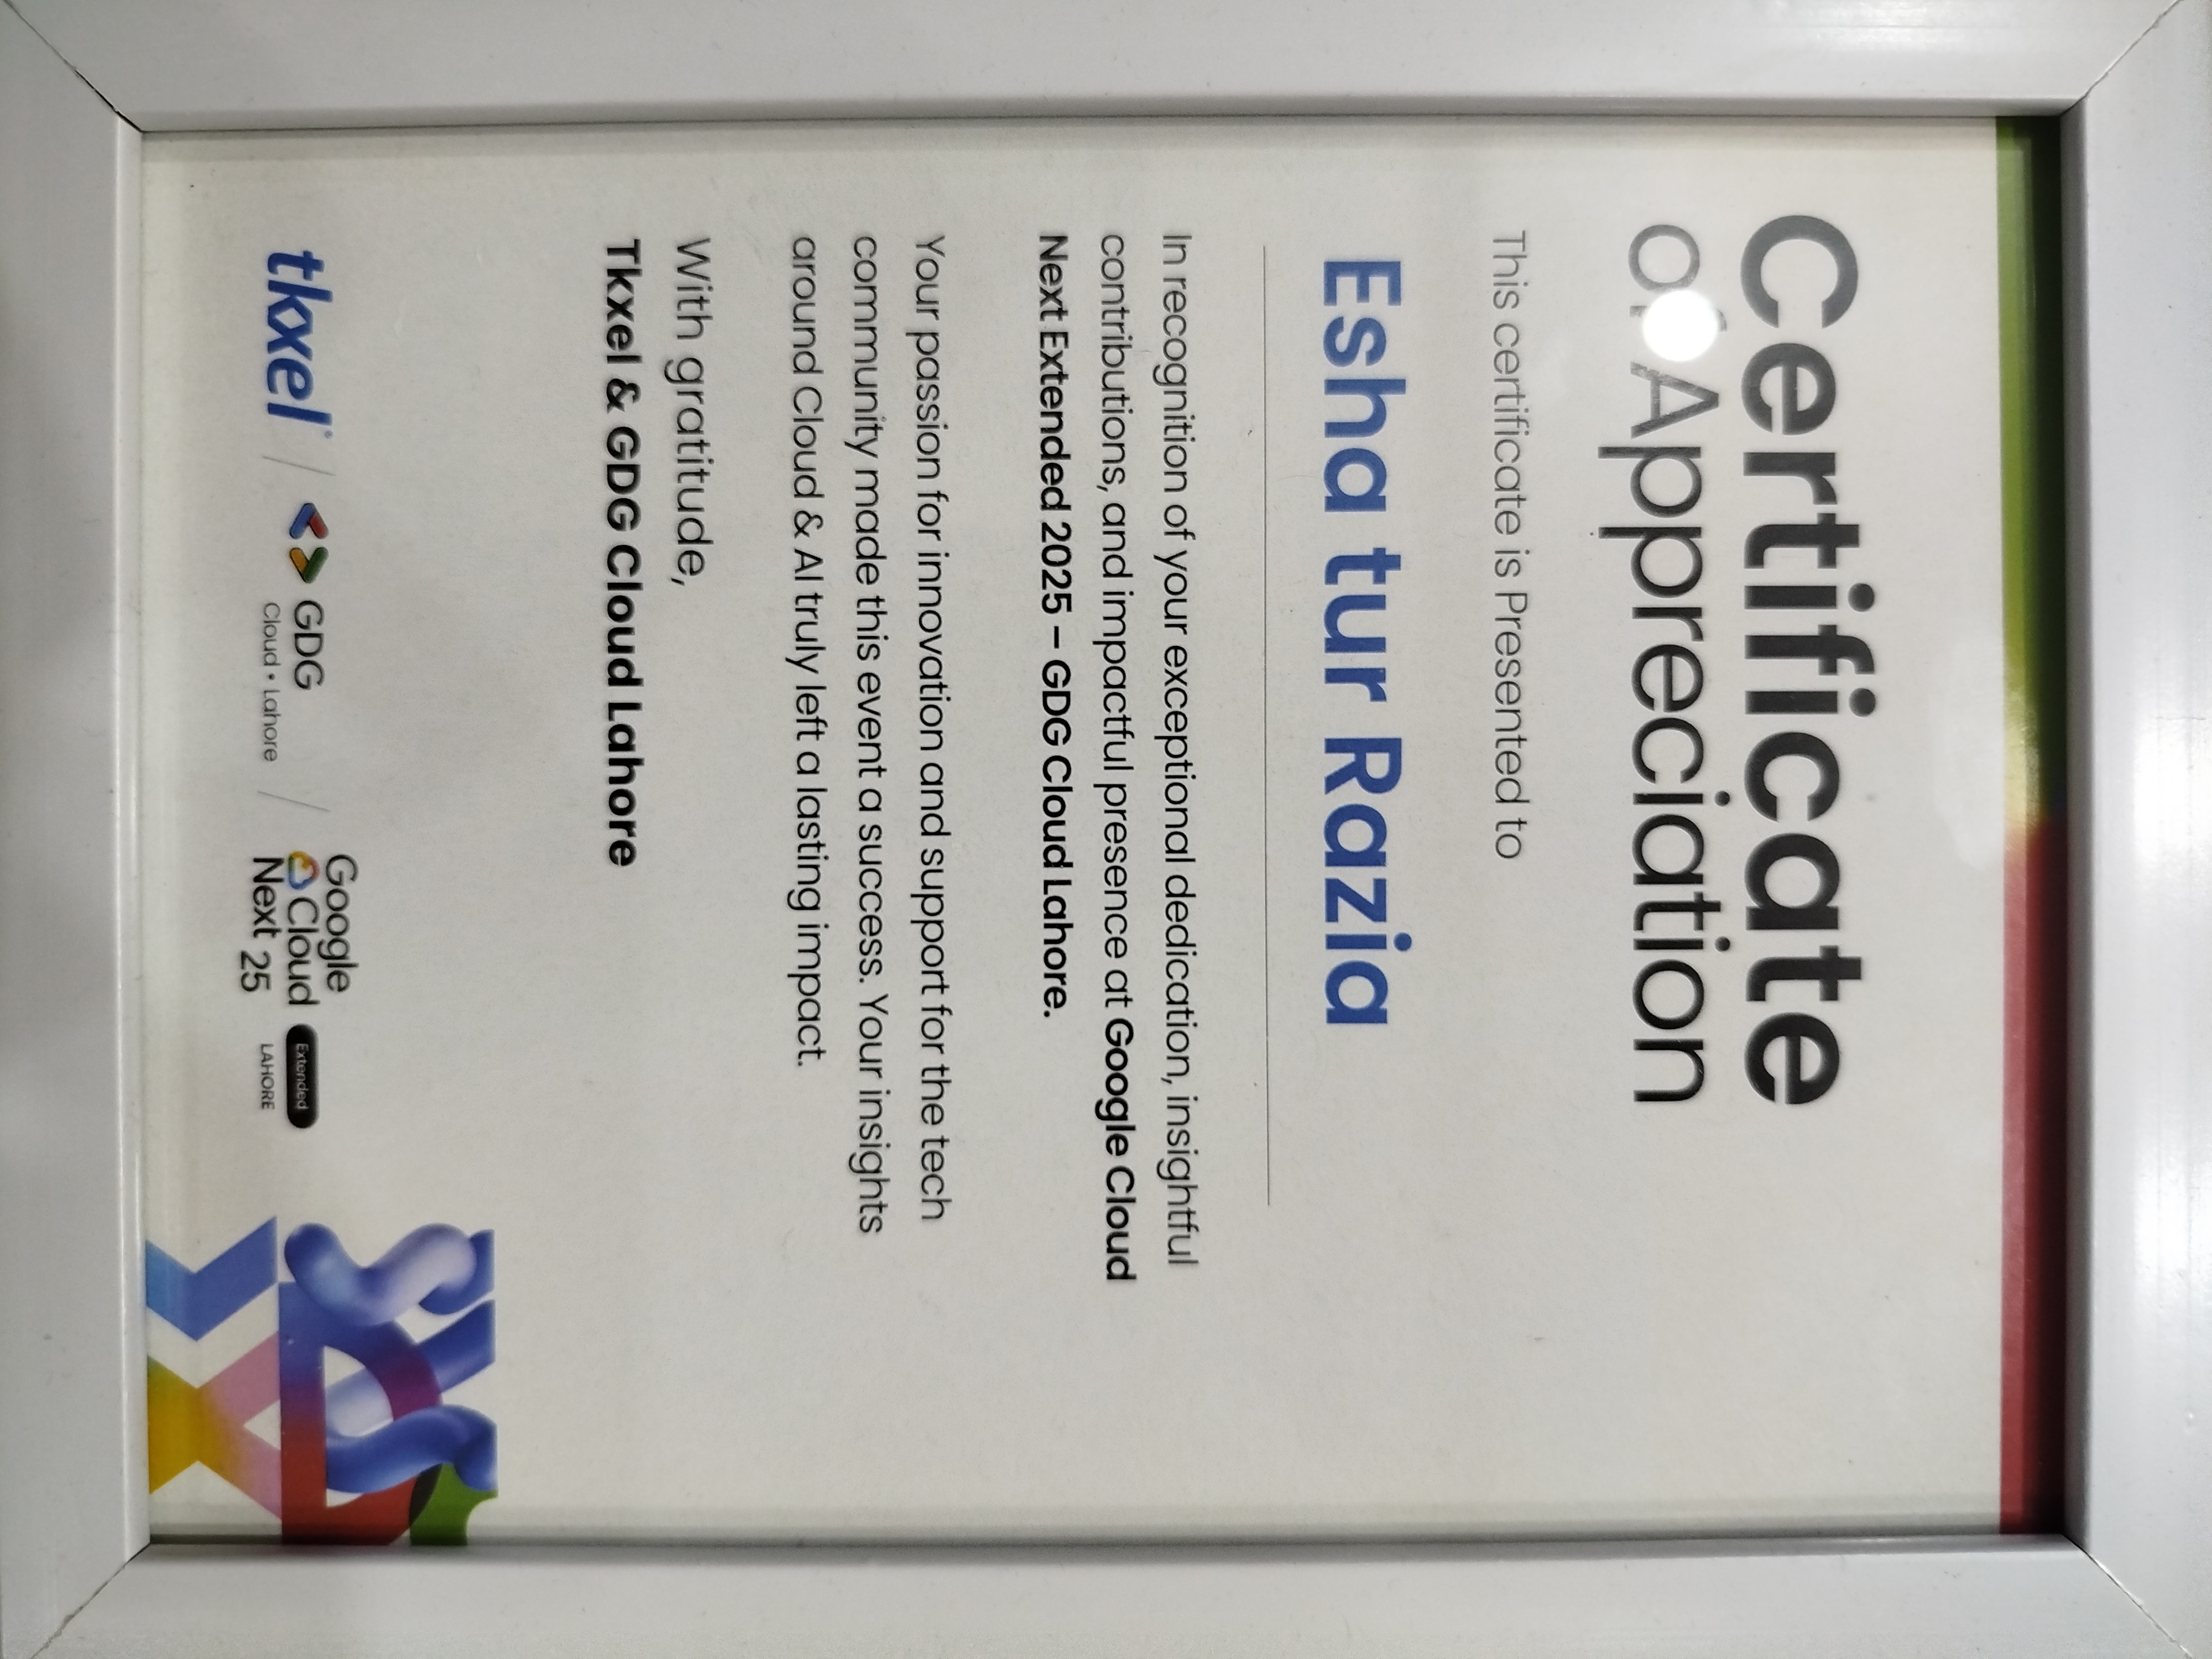 Certificate
of Appreciation
This certificate is Presented to
Esha tur Razia
In recognition of your exceptional dedication, insightful
contributions, and impactful presence at Google Cloud
Next Extended 2025 – GDG Cloud Lahore.
Your passion for innovation and support for the tech
community made this event a success. Your insights
around Cloud & AI truly left a lasting impact.
With gratitude,
Tkxel & GDG Cloud Lahore
tkxel® / GDG
Cloud • Lahore /
Google
Cloud Extended
Next 25 LAHORE